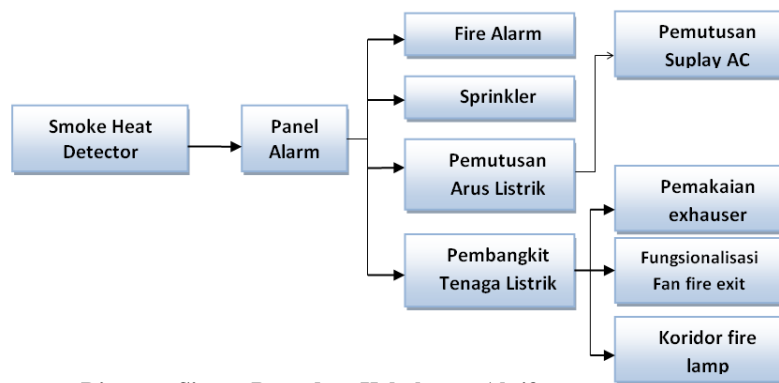 Smoke Heat
Detector
Panel
Alarm
Fire Alarm
Sprinkler
Pemutusan
Arus Listrik
Pembangkit
Tenaga Listrik
Pemutusan
Suplay AC
Pemakaian
exhauser
Fungsionalisasi
Fan fire exit
Koridor fire
lamp